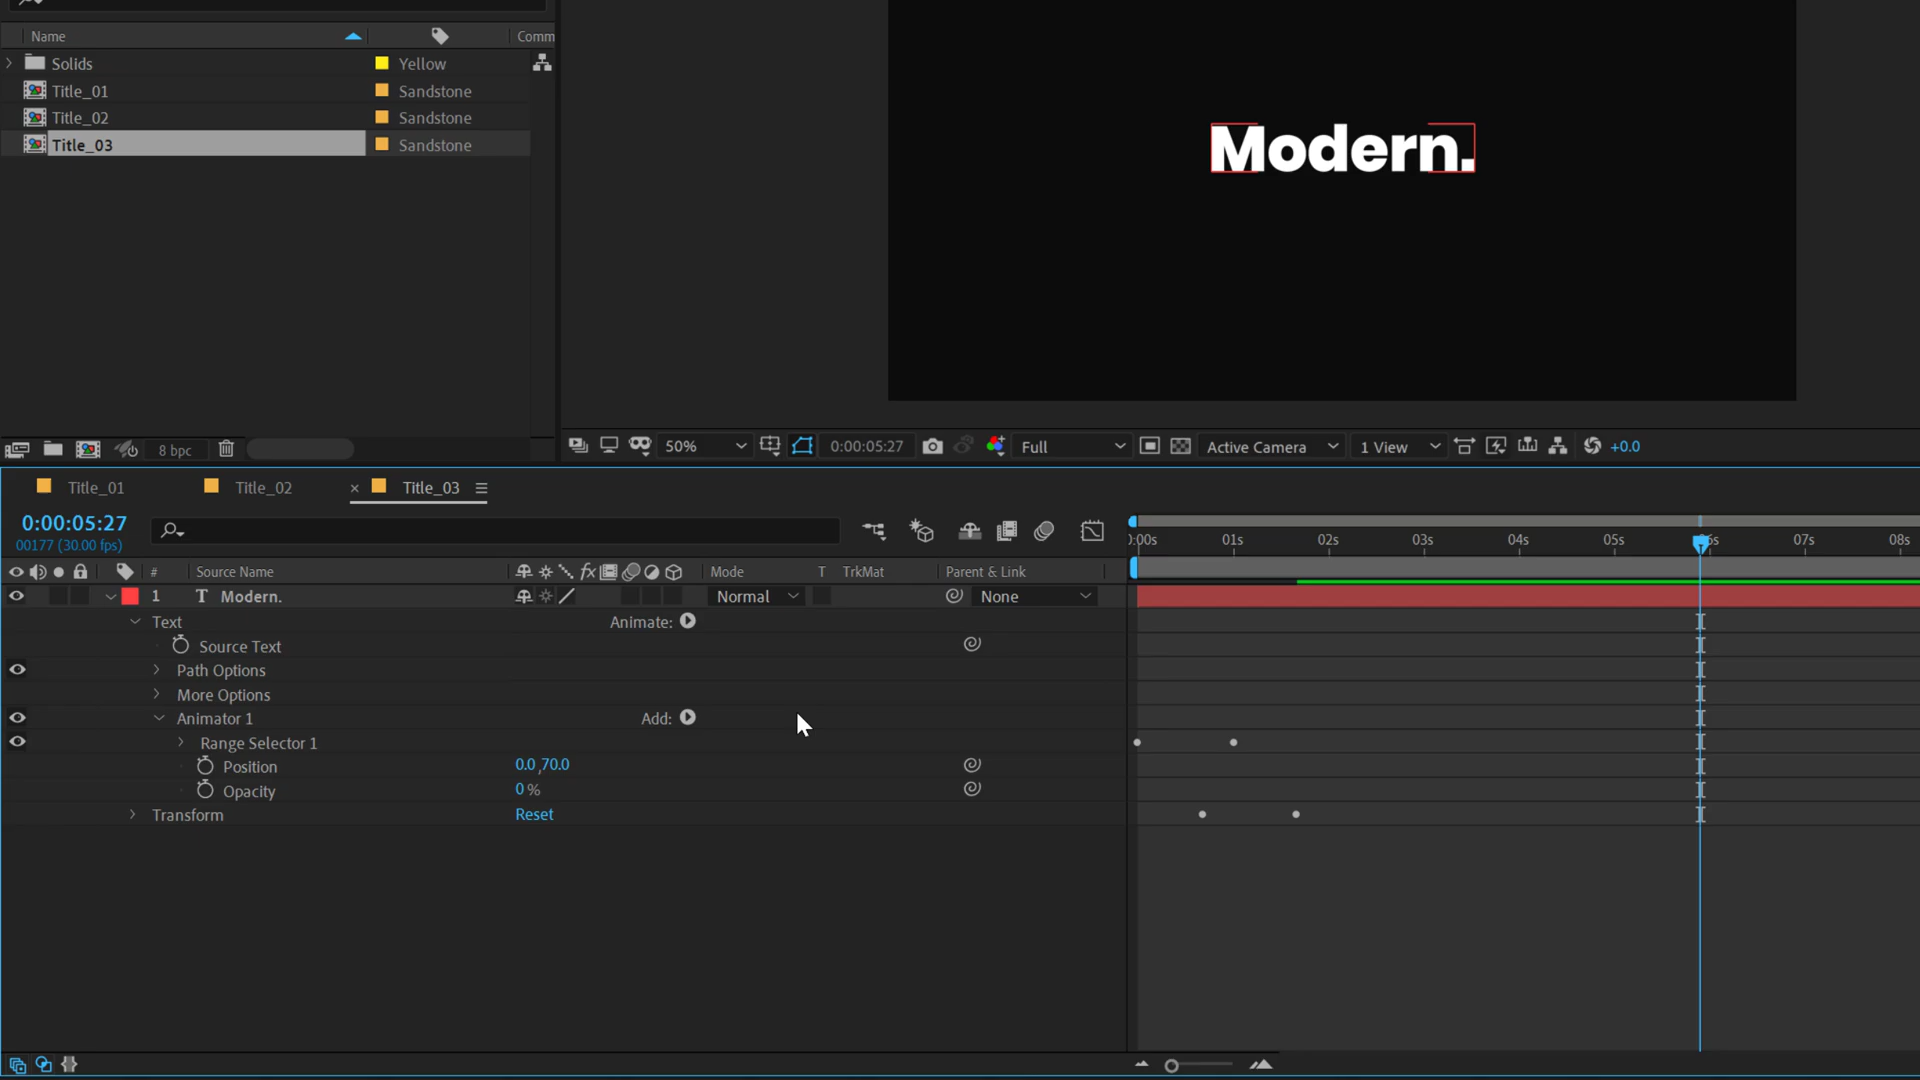 Name Comm
Solids Yellow
Title_01 Sandstone
Title_02 Sandstone
Title_03 Sandstone
Modern.
8 bpc
50% 0:00:05:27 Full Active Camera 1 View +0.0
Title_01 Title_02 × Title_03
0:00:05:27
00177 (30.00 fps)
:00s 01s 02s 03s 04s 05s 6s 07s 08s
# Source Name fx Mode T TrkMat Parent & Link
1 T Modern. Normal None
Text Animate:
Source Text
Path Options
More Options
Animator 1 Add:
Range Selector 1
Position 0.0,70.0
Opacity 0 %
Transform Reset